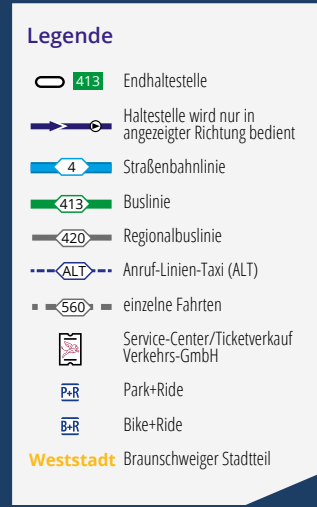 Legende
413 Endhaltestelle
Haltestelle wird nur in
angezeigter Richtung bedient
4 Straßenbahnlinie
413 Buslinie
420 Regionalbuslinie
ALT Anruf-Linien-Taxi (ALT)
560 einzelne Fahrten
Service-Center/Ticketverkauf
Verkehrs-GmbH
P+R Park+Ride
B+R Bike+Ride
Weststadt Braunschweiger Stadtteil